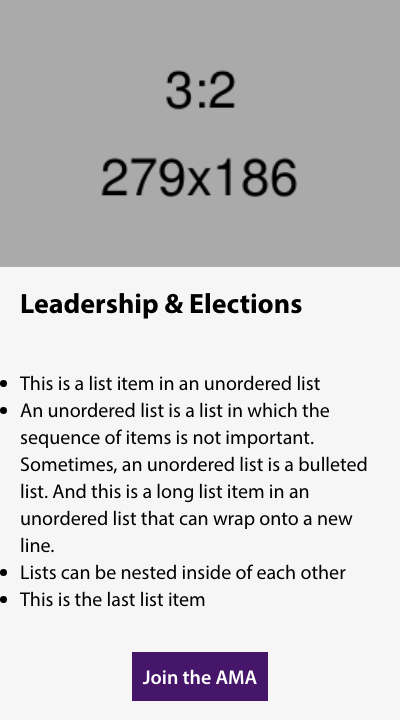 3:2
279x186
Leadership & Elections
• This is a list item in an unordered list
• An unordered list is a list in which the
sequence of items is not important.
Sometimes, an unordered list is a bulleted
list. And this is a long list item in an
unordered list that can wrap onto a new
line.
• Lists can be nested inside of each other
• This is the last list item
Join the AMA